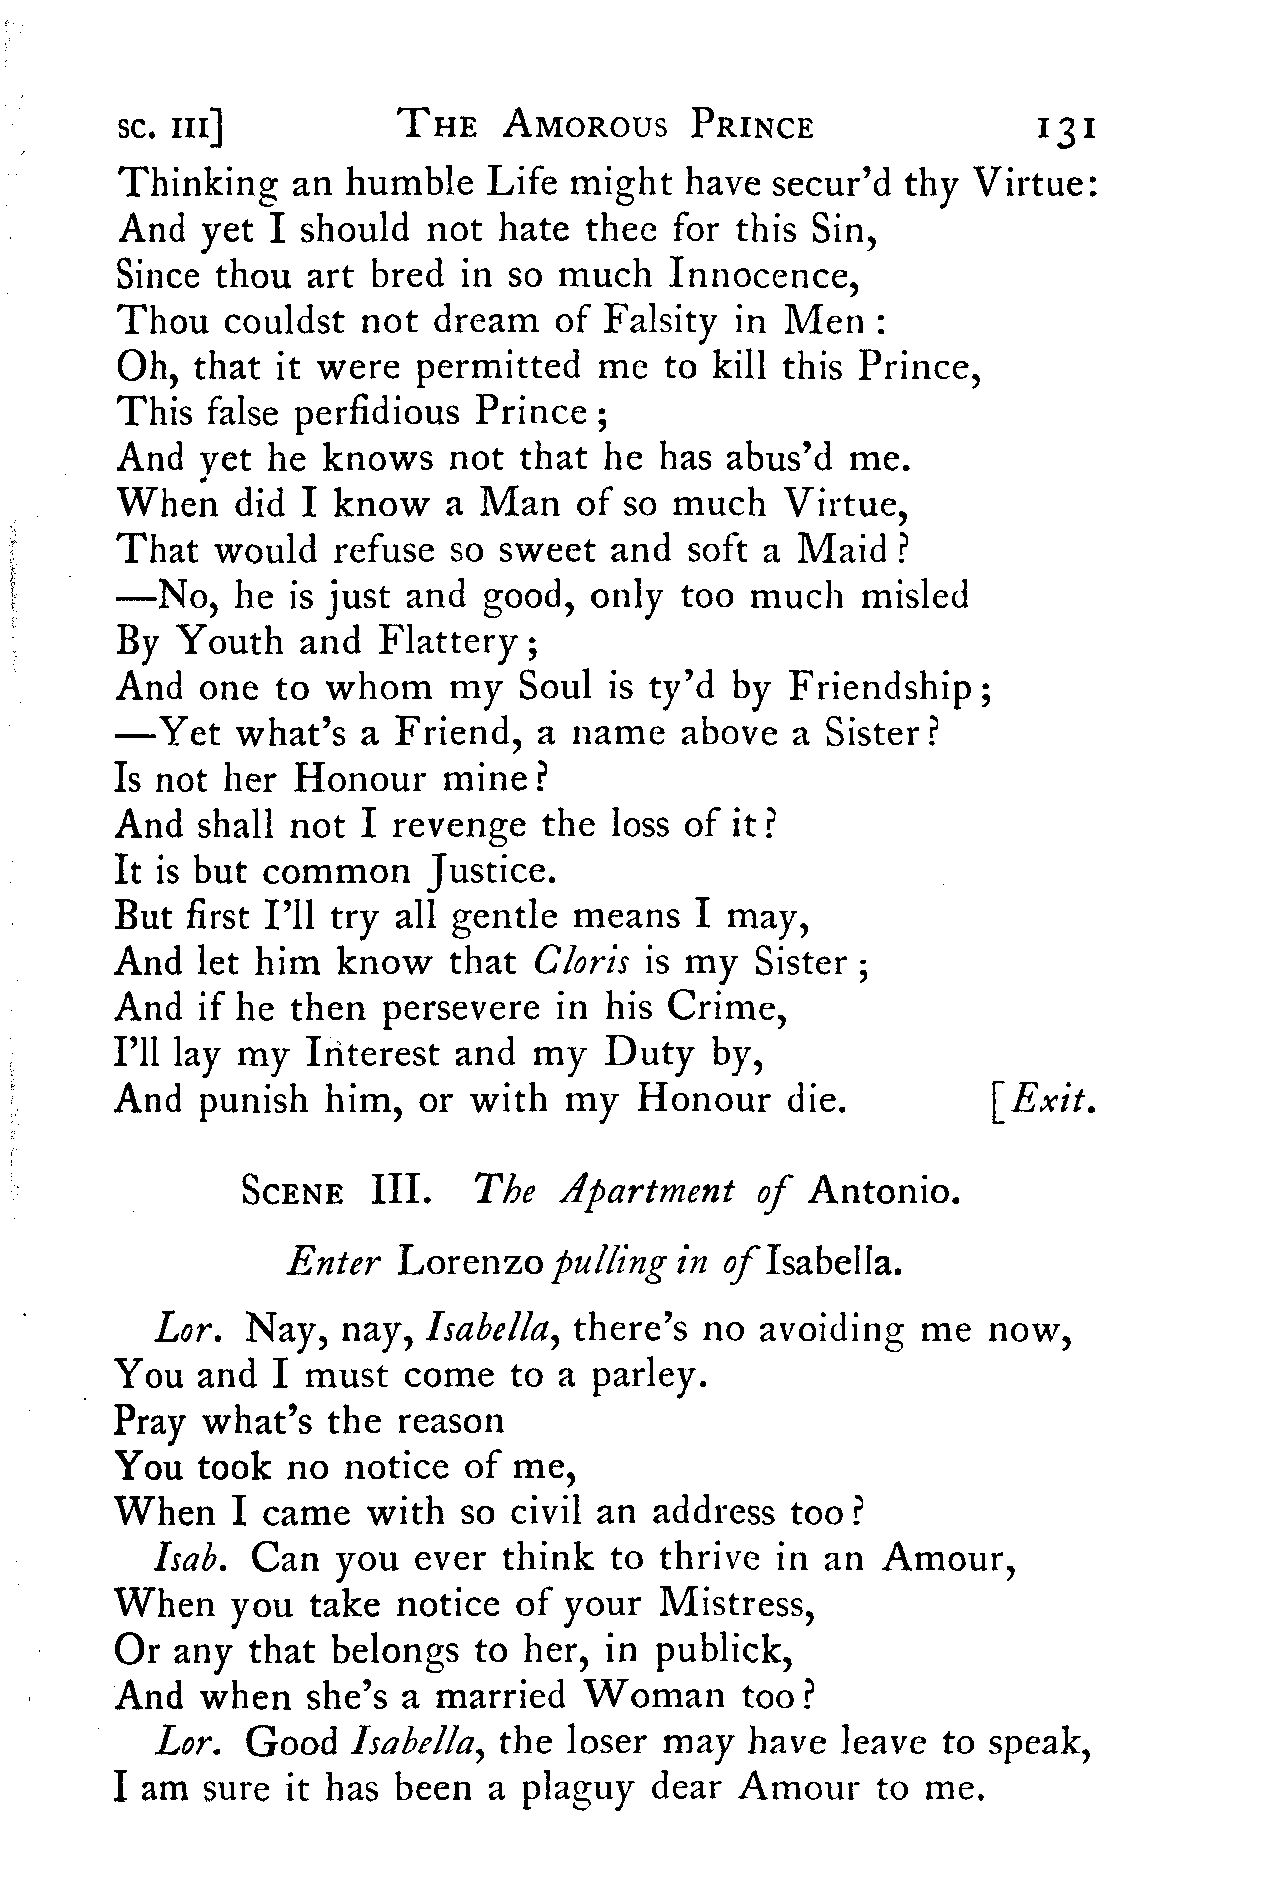 SC. III] THE AMOROUS PRINCE 131
Thinking an humble Life might have secur'd thy Virtue:
And yet I should not hate thee for this Sin,
Since thou art bred in so much Innocence,
Thou couldst not dream of Falsity in Men :
Oh, that it were permitted me to kill this Prince,
This false perfidious Prince ;
And yet he knows not that he has abus'd me.
When did I know a Man of so much Virtue,
That would refuse so sweet and soft a Maid ?
—No, he is just and good, only too much misled
By Youth and Flattery ;
And one to whom my Soul is ty'd by Friendship ;
—Yet what's a Friend, a name above a Sister ?
Is not her Honour mine ?
And shall not I revenge the loss of it ?
It is but common Justice.
But first I'll try all gentle means I may,
And let him know that Cloris is my Sister ;
And if he then persevere in his Crime,
I'll lay my Interest and my Duty by,
And punish him, or with my Honour die. [Exit.
SCENE III. The Apartment of Antonio.
Enter Lorenzo pulling in of Isabella.
Lor. Nay, nay, Isabella, there's no avoiding me now,
You and I must come to a parley.
Pray what's the reason
You took no notice of me,
When I came with so civil an address too ?
Isab. Can you ever think to thrive in an Amour,
When you take notice of your Mistress,
Or any that belongs to her, in publick,
And when she's a married Woman too ?
Lor. Good Isabella, the loser may have leave to speak,
I am sure it has been a plaguy dear Amour to me.